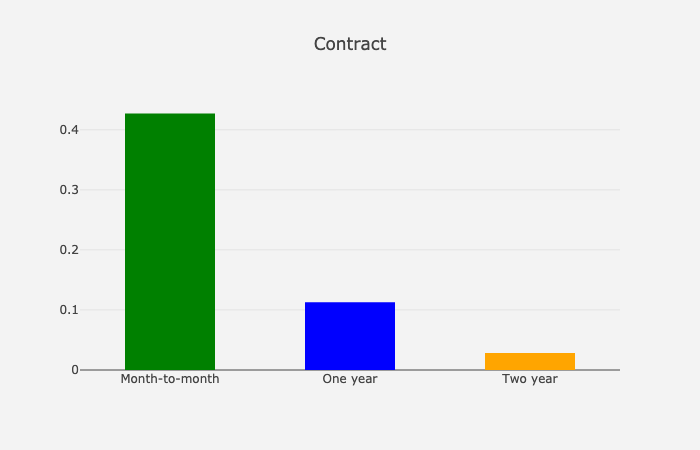 Contract
0.4
0.3
0.2
0.1
0
Month-to-month
One year
Two year